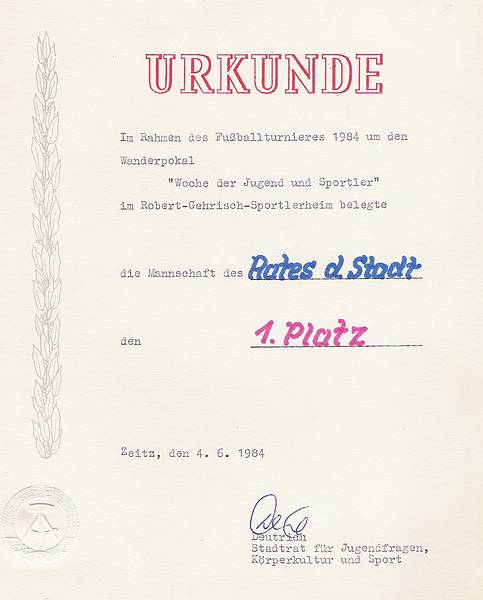 URKUNDE
Im Rahmen des Fußballturnieres 1984 um den
Wanderpokal
"Woche der Jugend und Sportler"
im Robert-Gehrisch-Sportlerheim belegte
die Mannschaft des Rates d. Stadt
den 1. Platz
Zeitz, den 4. 6. 1984
Deutrich
Stadtrat für Jugendfragen,
Körperkultur und Sport